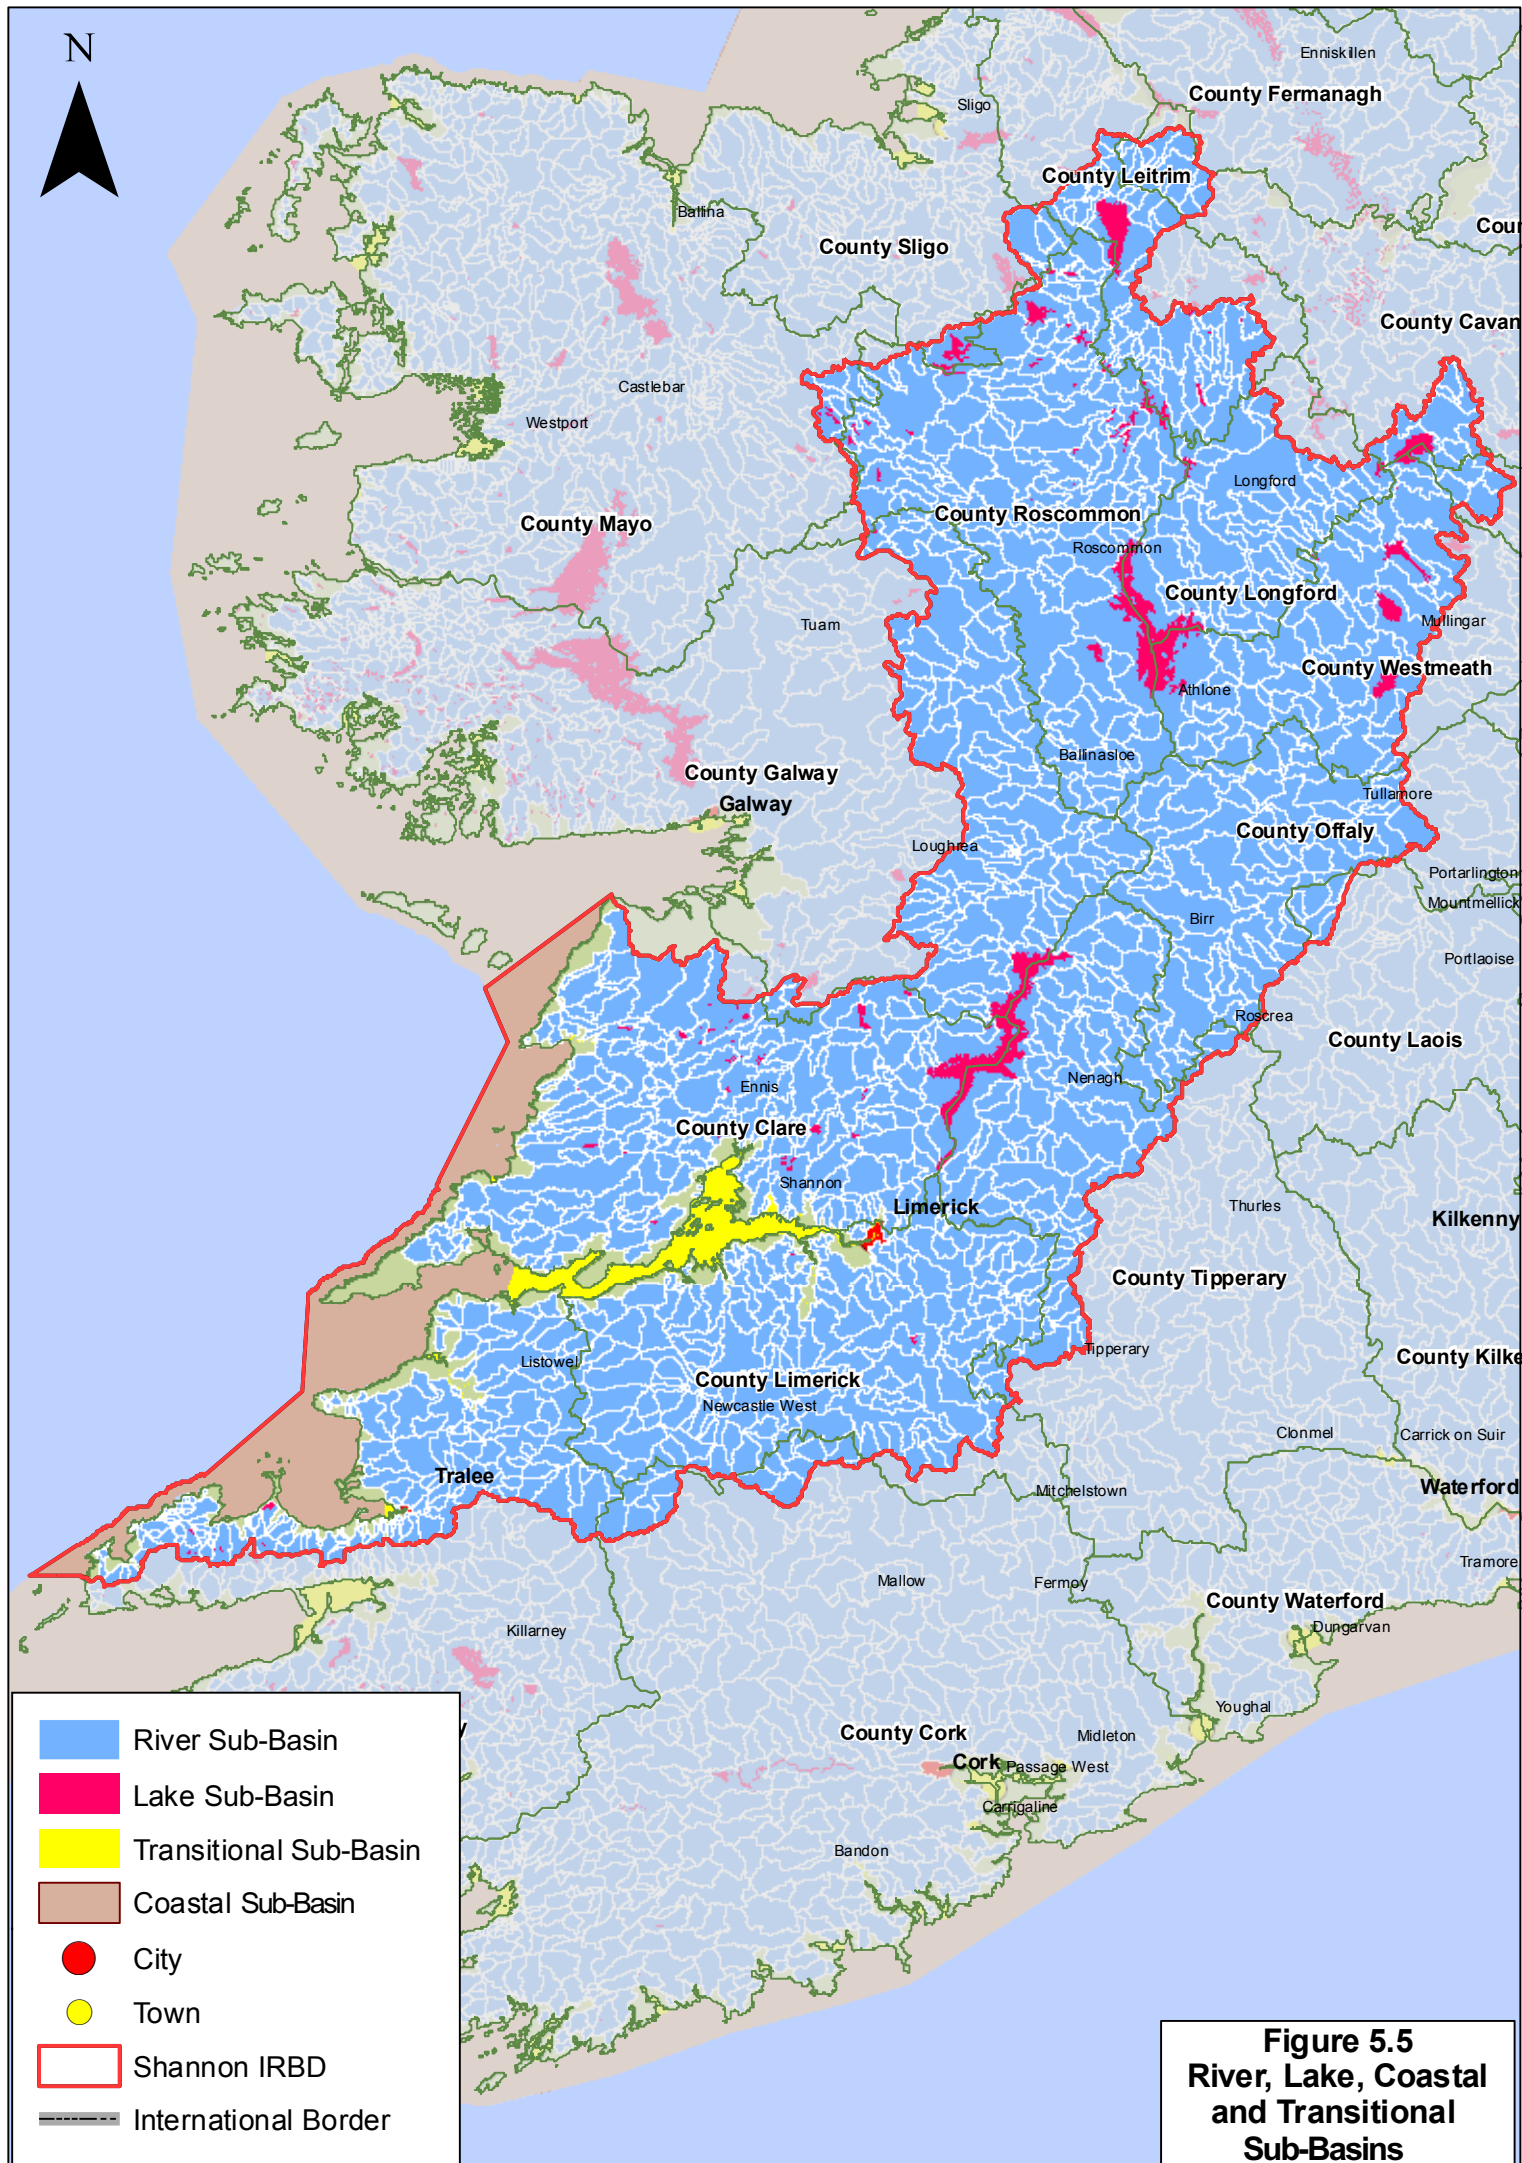 N
Enniskillen
County Fermanagh
Sligo
County Leitrim
Ballina
County Sligo
County Cavan
Castlebar
Westport
Longford
County Roscommon
County Mayo
Roscommon
County Longford
Tuam
Mullingar
County Westmeath
Athlone
Ballinasloe
County Galway
Galway
Tullamore
County Offaly
Loughrea
Portarlington
Mountmellick
Birr
Portlaoise
Roscrea
County Laois
Nenagh
Ennis
County Clare
Shannon
Limerick
Thurles
Kilkenny
County Tipperary
Tipperary
Listowel
County Kilke
County Limerick
Newcastle West
Clonmel
Carrick on Suir
Tralee
Mitchelstown
Waterford
Tramore
Mallow
Fermoy
County Waterford
Dungarvan
Killarney
Youghal
County Cork
Midleton
Cork
Passage West
Carrigaline
Bandon
River Sub-Basin
Lake Sub-Basin
Transitional Sub-Basin
Coastal Sub-Basin
City
Town
Shannon IRBD
International Border
Figure 5.5
River, Lake, Coastal
and Transitional
Sub-Basins